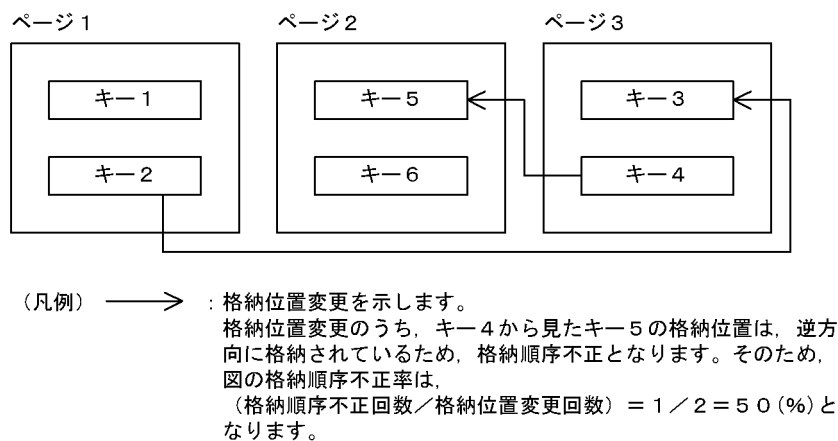 ページ1
ページ2
ページ3
キー1
キー5
キー3
キー2
キー6
キー4
(凡例)
:格納位置変更を示します。
格納位置変更のうち,キー4から見たキー5の格納位置は,逆方
向に格納されているため,格納順序不正となります。そのため,
図の格納順序不正率は,
(格納順序不正回数/格納位置変更回数)=1/2=50(%)と
なります。